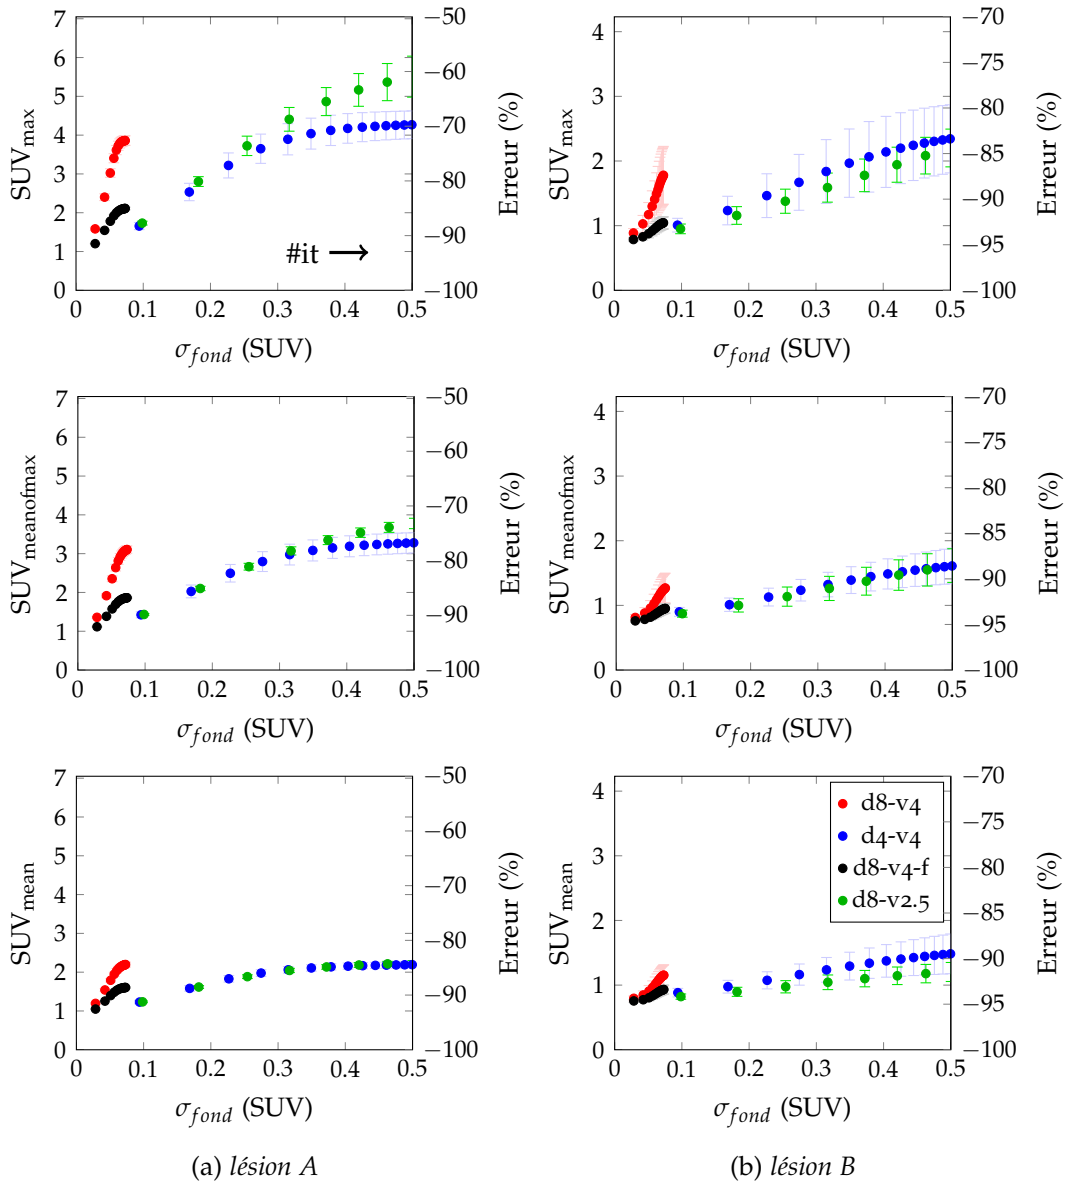 7
6
5
4
3
2
1
0
SUVmax
−50
−60
−70
−80
−90
−100
Erreur (%)
#it
0 0.1 0.2 0.3 0.4 0.5
σfond (SUV)
4
3
2
1
0
SUVmax
−70
−75
−80
−85
−90
−95
−100
Erreur (%)
0 0.1 0.2 0.3 0.4 0.5
σfond (SUV)
7
6
5
4
3
2
1
0
SUVmeanofmax
−50
−60
−70
−80
−90
−100
Erreur (%)
0 0.1 0.2 0.3 0.4 0.5
σfond (SUV)
4
3
2
1
0
SUVmeanofmax
−70
−75
−80
−85
−90
−95
−100
Erreur (%)
0 0.1 0.2 0.3 0.4 0.5
σfond (SUV)
7
6
5
4
3
2
1
0
SUVmean
−50
−60
−70
−80
−90
−100
Erreur (%)
0 0.1 0.2 0.3 0.4 0.5
σfond (SUV)
4
3
2
1
0
SUVmean
−70
−75
−80
−85
−90
−95
−100
Erreur (%)
d8-v4
d4-v4
d8-v4-f
d8-v2.5
0 0.1 0.2 0.3 0.4 0.5
σfond (SUV)
(a) lésion A
(b) lésion B